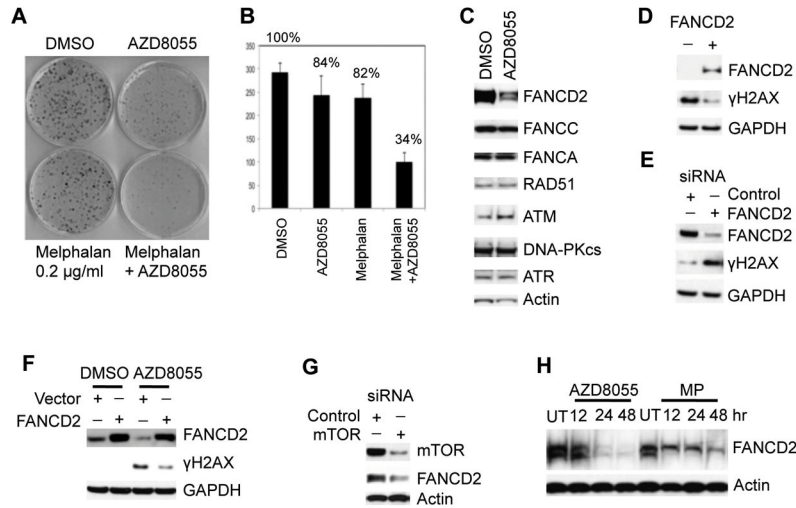 A
DMSO AZD8055
Melphalan Melphalan
0.2 µg/ml + AZD8055
B
100%
84%
82%
34%
350
300
250
200
150
100
50
0
DMSO
AZD8055
Melphalan
Melphalan
+AZD8055
C
DMSO
AZD8055
FANCD2
FANCC
FANCA
RAD51
ATM
DNA-PKcs
ATR
Actin
D
FANCD2
− +
FANCD2
γH2AX
GAPDH
E
siRNA
+ − Control
− + FANCD2
FANCD2
γH2AX
GAPDH
F
DMSO AZD8055
Vector + − + −
FANCD2 − + − +
FANCD2
γH2AX
GAPDH
G
siRNA
Control + −
mTOR − +
mTOR
FANCD2
Actin
H
AZD8055 MP
UT 12 24 48 UT 12 24 48 hr
FANCD2
Actin